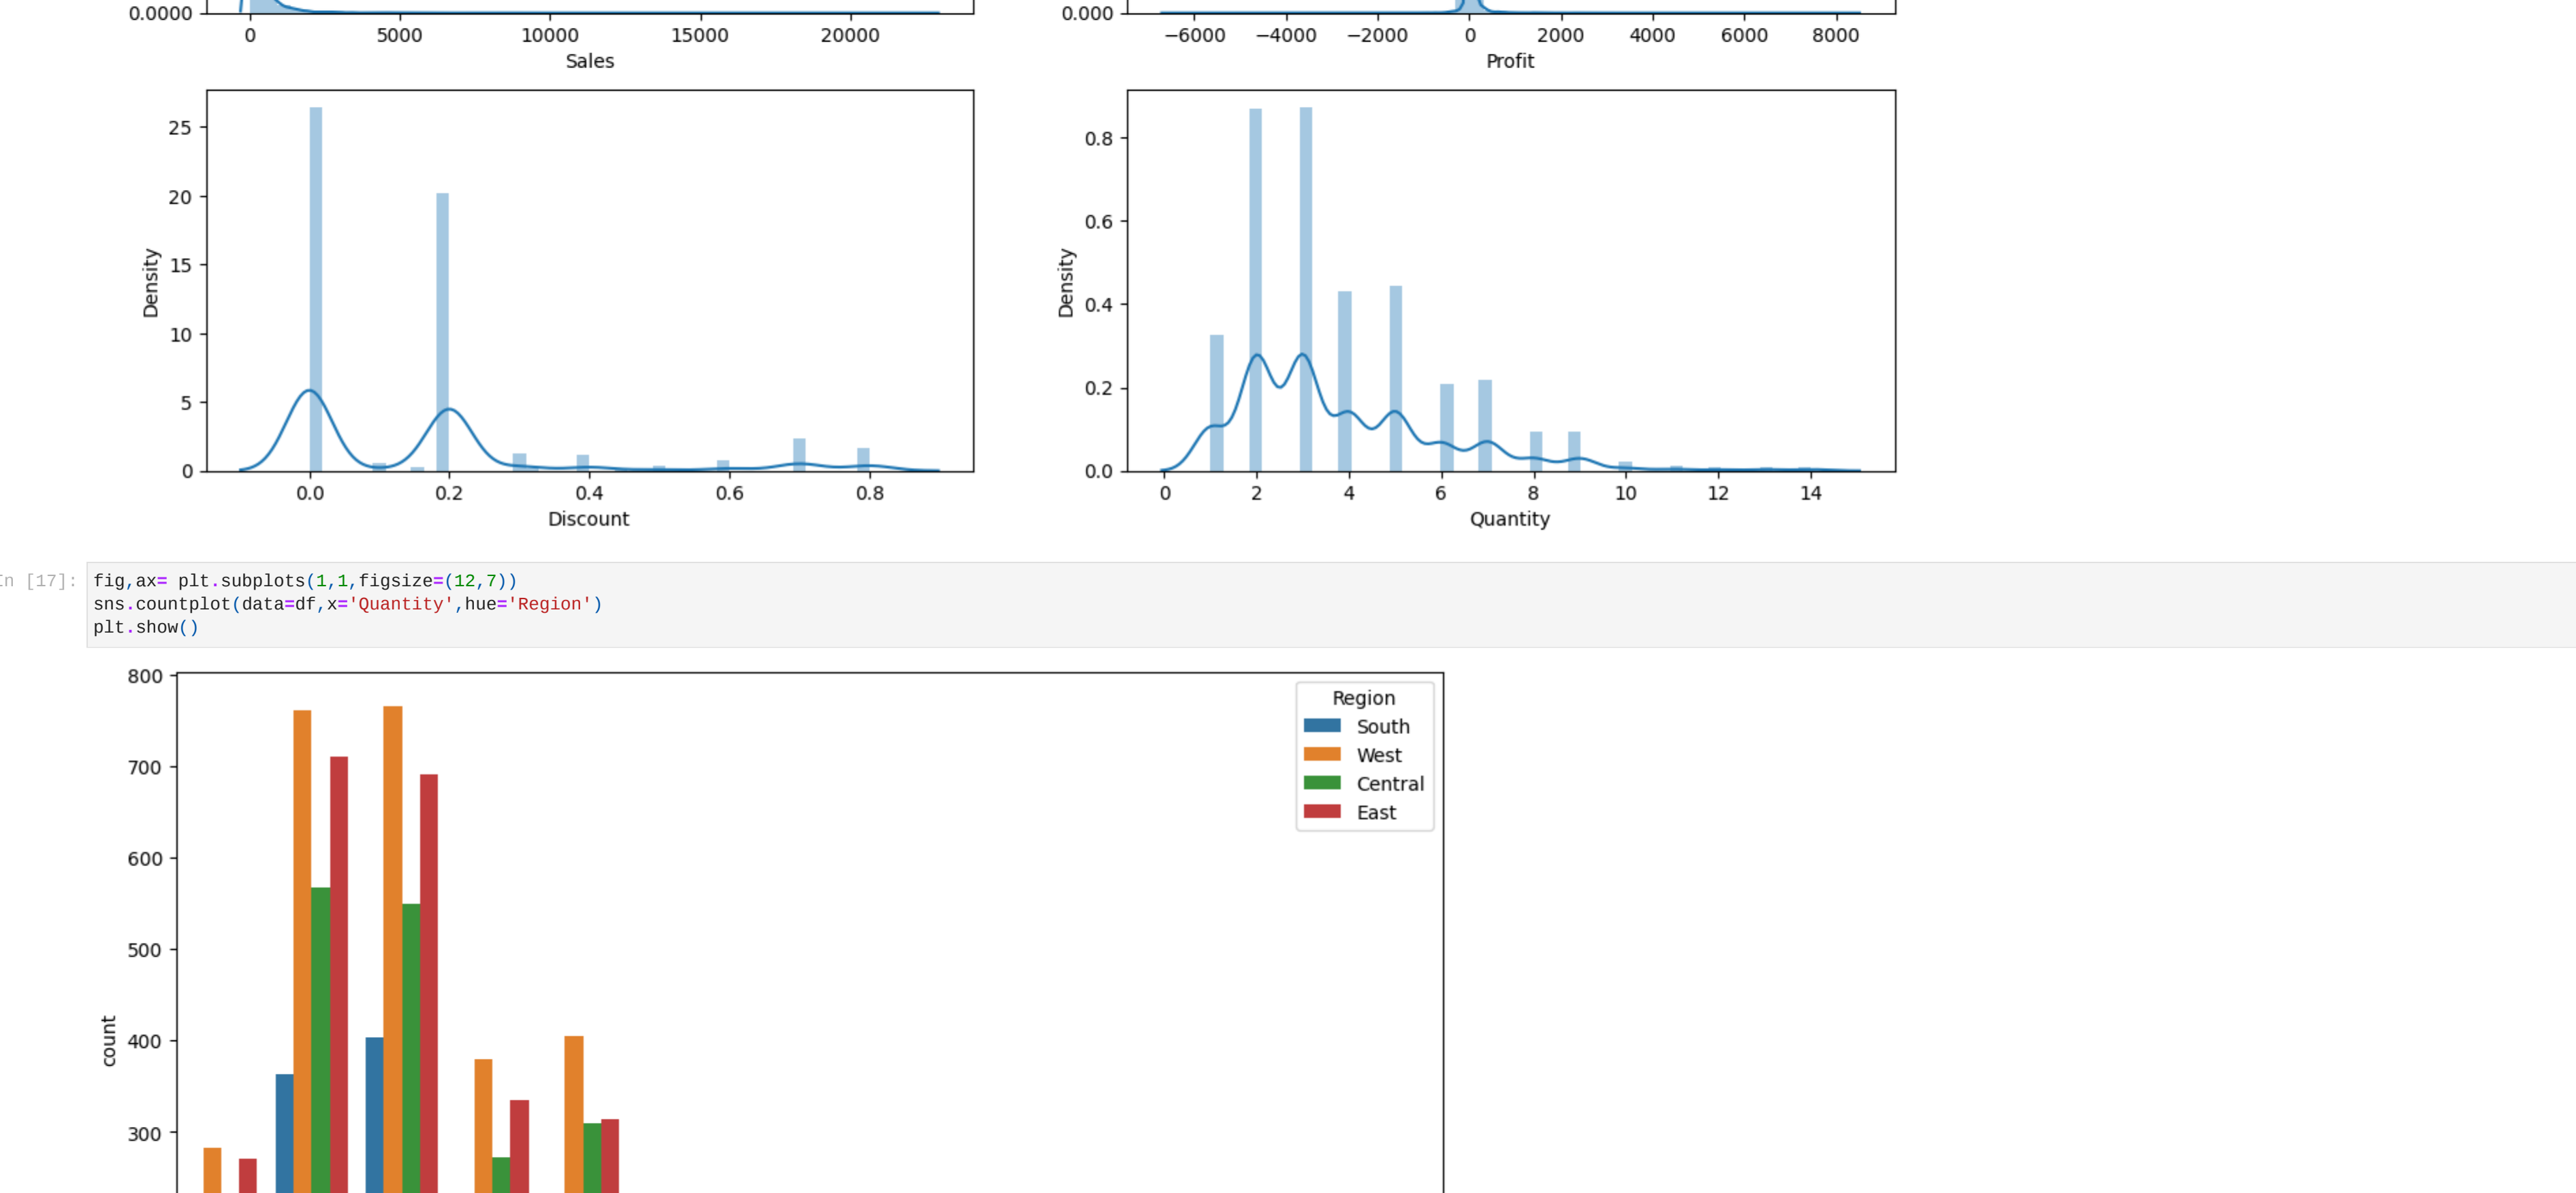 0.0000
0 5000 10000 15000 20000
Sales
0.000
−6000 −4000 −2000 0 2000 4000 6000 8000
Profit
25
20
15
10
5
0
Density
0.0 0.2 0.4 0.6 0.8
Discount
0.8
0.6
0.4
0.2
0.0
Density
0 2 4 6 8 10 12 14
Quantity
n [17]:
fig,ax= plt.subplots(1,1,figsize=(12,7))
sns.countplot(data=df,x='Quantity',hue='Region')
plt.show()
800
700
600
500
400
300
count
Region
South
West
Central
East